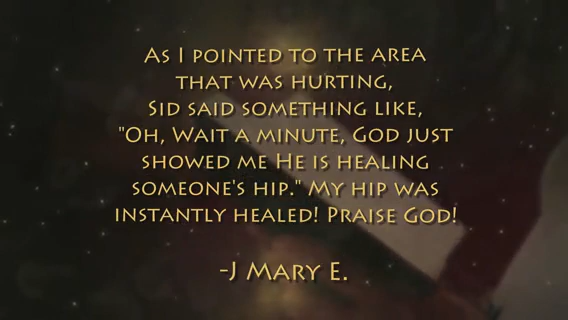 As I pointed to the area
that was hurting,
Sid said something like,
"Oh, Wait a minute, God just
showed me He is healing
someone's hip." My hip was
instantly healed! Praise God!
-J Mary E.